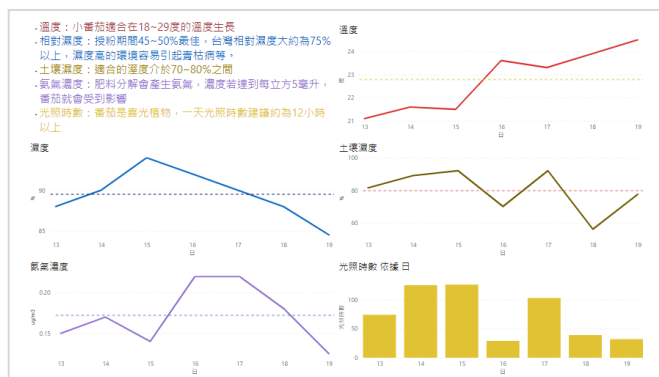 ・溫度：小番茄適合在18~29度的溫度生長
・相對濕度：授粉期間45~50%最佳，台灣相對濕度大約為75%
以上，濕度高的環境容易引起青枯病等。
・土壤濕度：適合的溼度介於70~80%之間
・氨氣濃度：肥料分解會產生氨氣，濃度若達到每立方5毫升，
番茄就會受到影響
・光照時數：番茄是喜光植物，一天光照時數建議約為12小時
以上
溫度
24
23
22
21
度
13 14 15 16 17 18 19
日
濕度
90
85
%
13 14 15 16 17 18 19
日
土壤濕度
100
80
60
%
13 14 15 16 17 18 19
日
氨氣濃度
0.20
0.15
ug/m3
13 14 15 16 17 18 19
日
光照時數 依據 日
100
50
0
光照時數
13 14 15 16 17 18 19
日